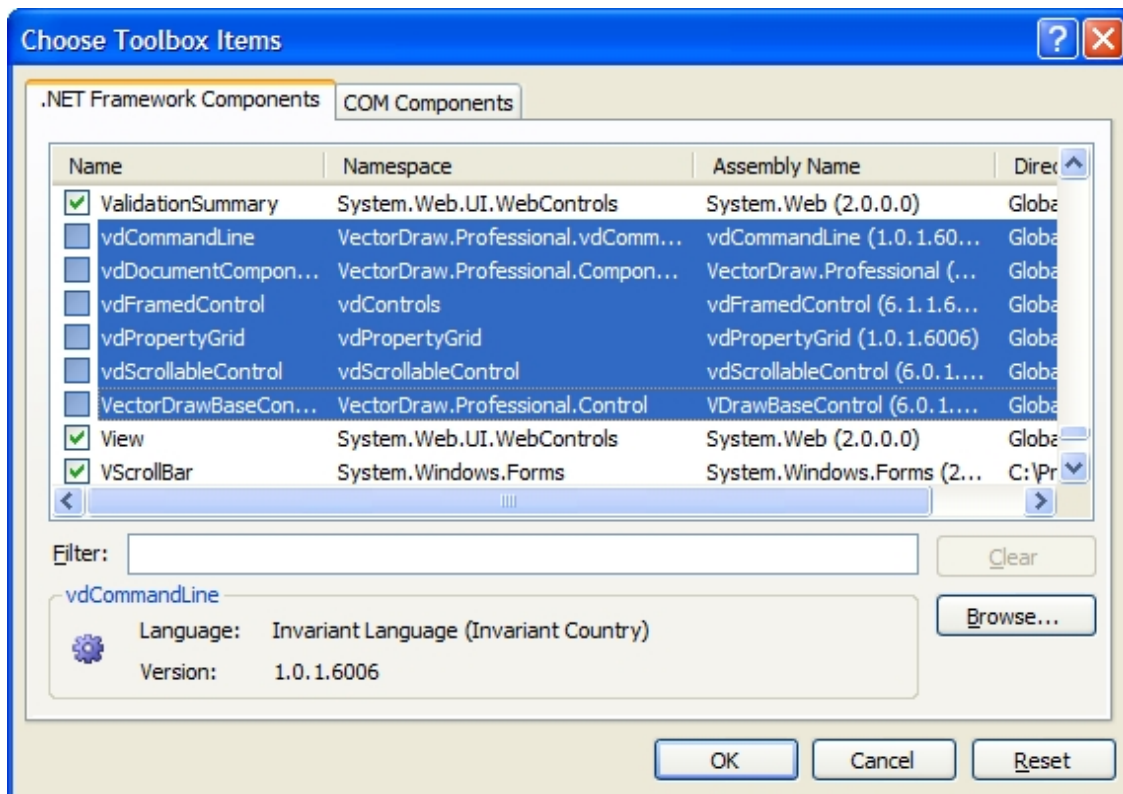 Choose Toolbox Items
.NET Framework Components COM Components
Name Namespace Assembly Name Direc
ValidationSummary System.Web.UI.WebControls System.Web (2.0.0.0) Globa
vdCommandLine VectorDraw.Professional.vdComm... vdCommandLine (1.0.1.60... Globa
vdDocumentCompon... VectorDraw.Professional.Compon... VectorDraw.Professional (... Globa
vdFramedControl vdControls vdFramedControl (6.1.1.6... Globa
vdPropertyGrid vdPropertyGrid vdPropertyGrid (1.0.1.6006) Globa
vdScrollableControl vdScrollableControl vdScrollableControl (6.0.1.... Globa
VectorDrawBaseCon... VectorDraw.Professional.Control VDrawBaseControl (6.0.1.... Globa
View System.Web.UI.WebControls System.Web (2.0.0.0) Globa
VScrollBar System.Windows.Forms System.Windows.Forms (2... C:\Pr
Filter: Clear
vdCommandLine
Browse...
Language: Invariant Language (Invariant Country)
Version: 1.0.1.6006
OK Cancel Reset